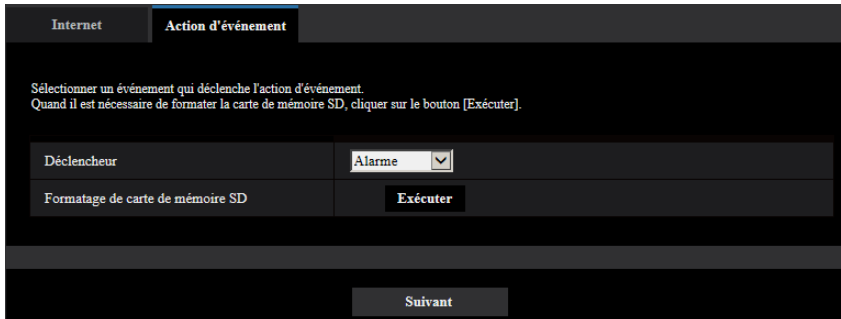 Internet
Action d'événement
Sélectionner un événement qui déclenche l'action d'événement.
Quand il est nécessaire de formater la carte de mémoire SD, cliquer sur le bouton [Exécuter].
Déclencheur
Alarme
Formatage de carte de mémoire SD
Exécuter
Suivant